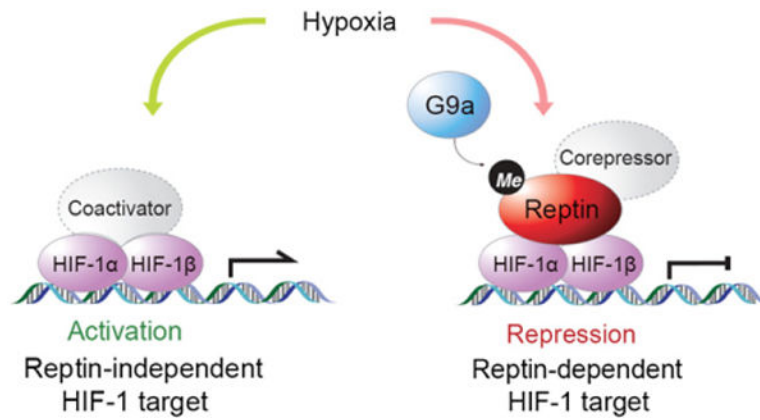 Hypoxia
G9a
Me
Corepressor
Reptin
Coactivator
HIF-1α
HIF-1β
HIF-1α
HIF-1β
Activation
Reptin-independent
HIF-1 target
Repression
Reptin-dependent
HIF-1 target